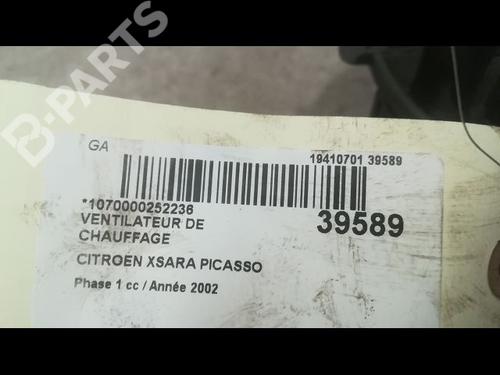 B-PARTS
GA
19410701 39589
*1070000252236
39589
VENTILATEUR DE
CHAUFFAGE
CITROEN XSARA PICASSO
Phase 1 cc / Année 2002